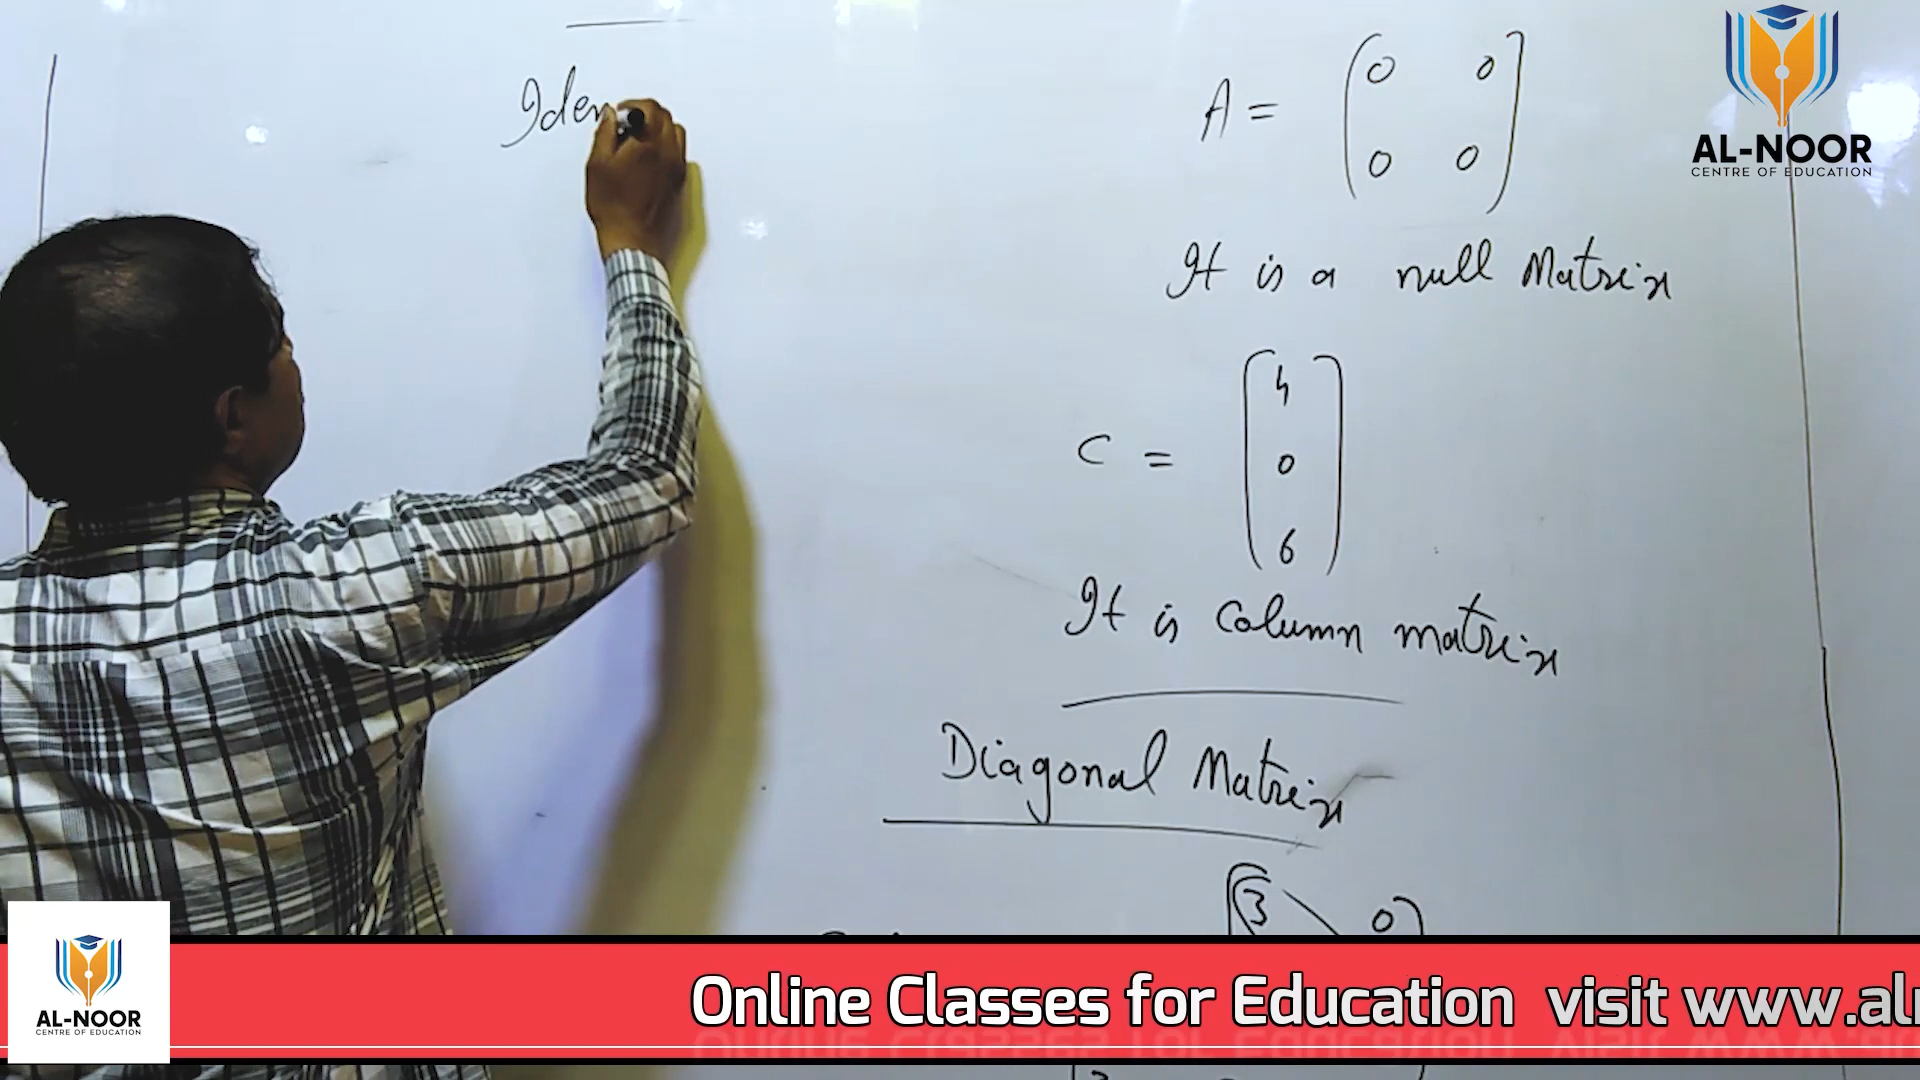 Iden
A = (0 0
0 0)
It is a null Matrix
C = (4
0
6)
It is Column matrix
Diagonal Matrix
(3 0)
AL-NOOR
CENTRE OF EDUCATION
AL-NOOR
CENTRE OF EDUCATION
Online Classes for Education visit www.al